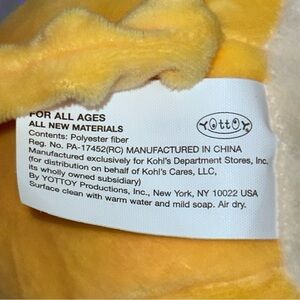 FOR ALL AGES
ALL NEW MATERIALS
Contents: Polyester fiber
Reg. No. PA-17452(RC) MANUFACTURED IN CHINA
Manufactured exclusively for Kohl's Department Stores, Inc.
(for distribution on behalf of Kohl's Cares, LLC,
its wholly owned subsidiary)
By YOTTOY Productions, Inc., New York, NY 10022 USA
Surface clean with warm water and mild soap. Air dry.
YOTTOY